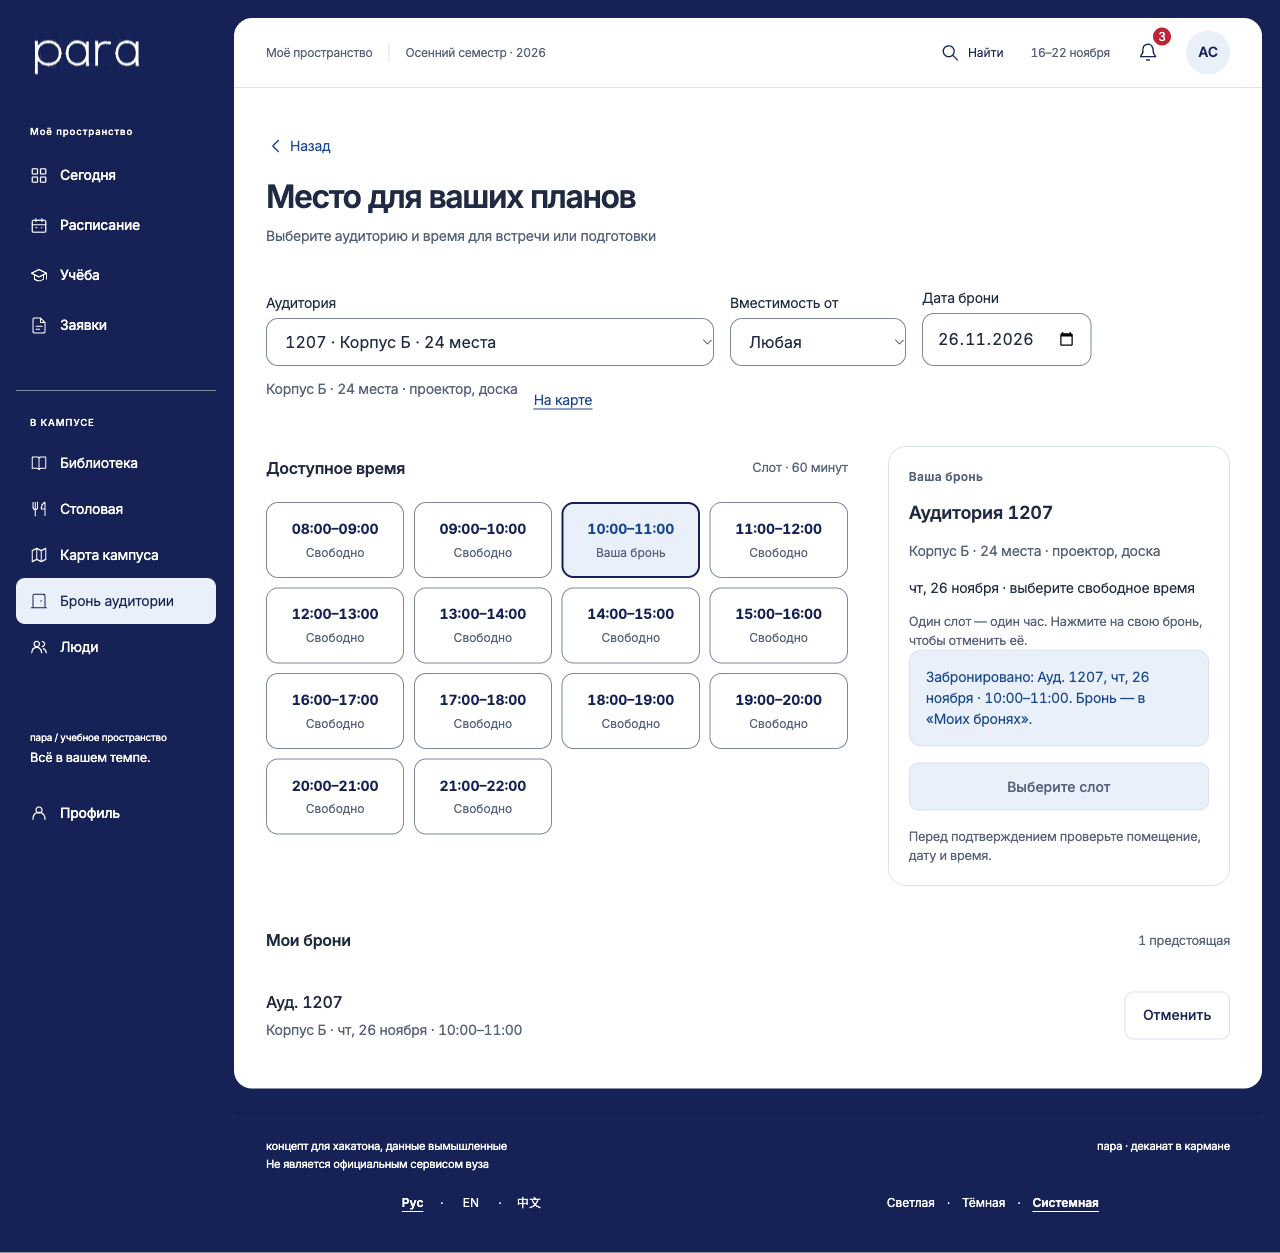 para
Моё пространство
Сегодня
Расписание
Учёба
Заявки
В КАМПУСЕ
Библиотека
Столовая
Карта кампуса
Бронь аудитории
Люди
пара / учебное пространство
Всё в вашем темпе.
Профиль
Моё пространство
Осенний семестр · 2026
Найти
16–22 ноября
3
АС
Назад
Место для ваших планов
Выберите аудиторию и время для встречи или подготовки
Аудитория
1207 · Корпус Б · 24 места
Вместимость от
Любая
Дата брони
26.11.2026
Корпус Б · 24 места · проектор, доска
На карте
Доступное время
Слот · 60 минут
08:00–09:00
Свободно
09:00–10:00
Свободно
10:00–11:00
Ваша бронь
11:00–12:00
Свободно
12:00–13:00
Свободно
13:00–14:00
Свободно
14:00–15:00
Свободно
15:00–16:00
Свободно
16:00–17:00
Свободно
17:00–18:00
Свободно
18:00–19:00
Свободно
19:00–20:00
Свободно
20:00–21:00
Свободно
21:00–22:00
Свободно
Ваша бронь
Аудитория 1207
Корпус Б · 24 места · проектор, доска
чт, 26 ноября · выберите свободное время
Один слот — один час. Нажмите на свою бронь,
чтобы отменить её.
Забронировано: Ауд. 1207, чт, 26
ноября · 10:00–11:00. Бронь — в
«Моих бронях».
Выберите слот
Перед подтверждением проверьте помещение,
дату и время.
Мои брони
1 предстоящая
Ауд. 1207
Корпус Б · чт, 26 ноября · 10:00–11:00
Отменить
концепт для хакатона, данные вымышленные
Не является официальным сервисом вуза
пара · деканат в кармане
Рус · EN · 中文
Светлая · Тёмная · Системная